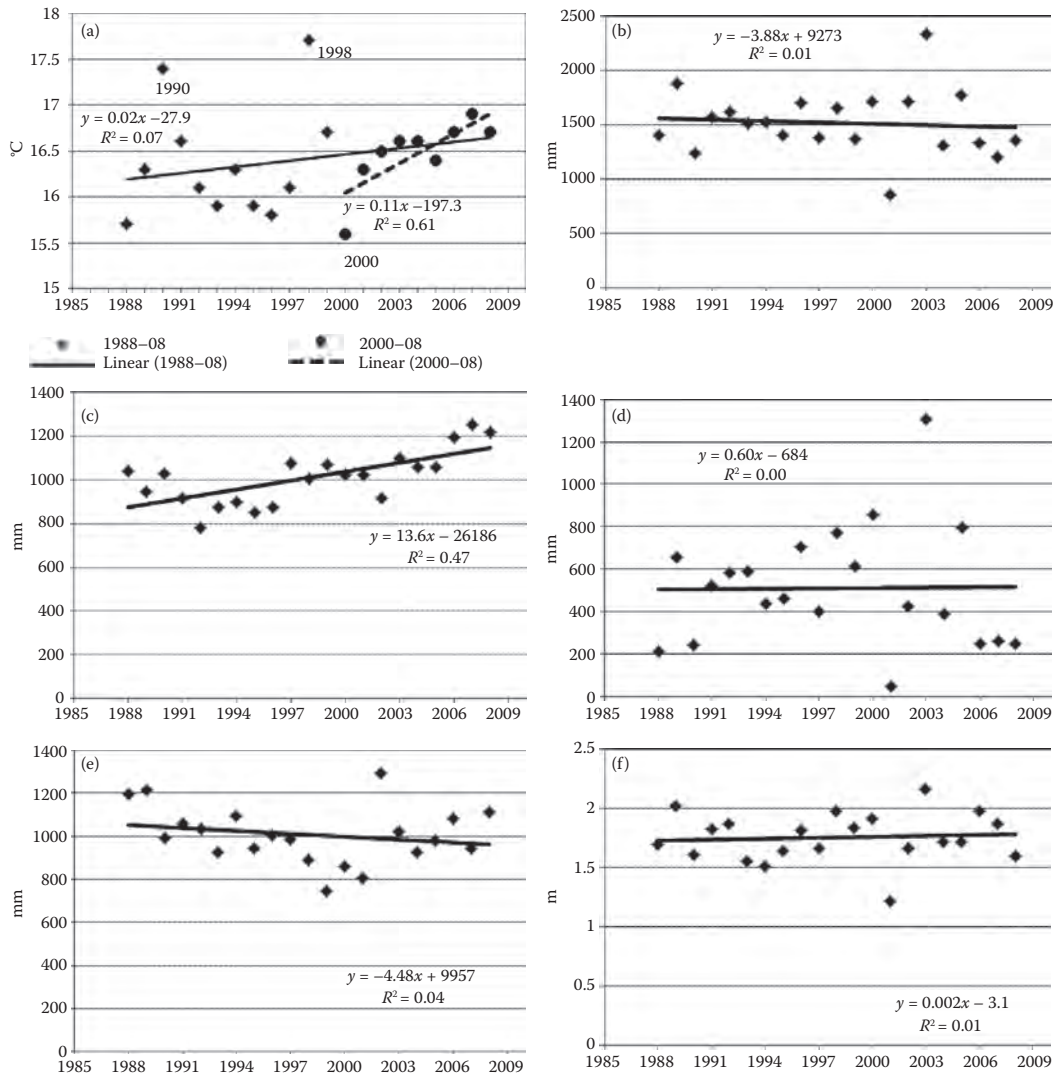 18
17.5
17
16.5
16
15.5
15
°C
(a)
1990
1998
y = 0.02x −27.9
R² = 0.07
y = 0.11x −197.3
R² = 0.61
2000
1985 1988 1991 1994 1997 2000 2003 2006 2009
2500
2000
1500
1000
500
0
mm
(b)
y = −3.88x + 9273
R² = 0.01
1985 1988 1991 1994 1997 2000 2003 2006 2009
1988–08 2000–08
Linear (1988–08) Linear (2000–08)
1400
1200
1000
800
600
400
200
0
mm
(c)
y = 13.6x − 26186
R² = 0.47
1985 1988 1991 1994 1997 2000 2003 2006 2009
1400
1200
1000
800
600
400
200
0
mm
(d)
y = 0.60x − 684
R² = 0.00
1985 1988 1991 1994 1997 2000 2003 2006 2009
1400
1200
1000
800
600
400
200
0
mm
(e)
y = −4.48x + 9957
R² = 0.04
1985 1988 1991 1994 1997 2000 2003 2006 2009
2.5
2
1.5
1
0.5
0
m
(f)
y = 0.002x − 3.1
R² = 0.01
1985 1988 1991 1994 1997 2000 2003 2006 2009